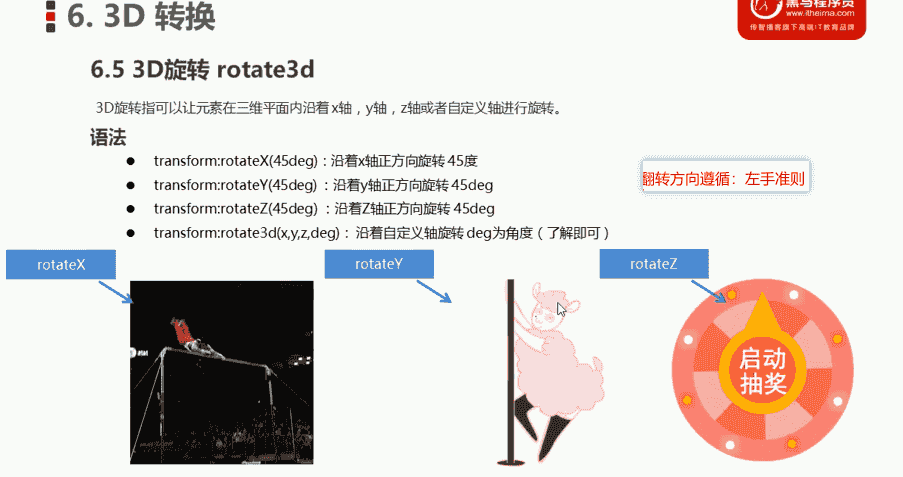 6. 3D 转换
黑马程序员
www.itheima.com
传智播客旗下高端IT教育品牌
6.5 3D旋转 rotate3d
3D旋转指可以让元素在三维平面内沿着 x轴，y轴，z轴或者自定义轴进行旋转。
语法
transform:rotateX(45deg)：沿着x轴正方向旋转 45度
transform:rotateY(45deg) ：沿着y轴正方向旋转 45deg
transform:rotateZ(45deg) ：沿着Z轴正方向旋转 45deg
transform:rotate3d(x,y,z,deg)： 沿着自定义轴旋转 deg为角度（了解即可）
翻转方向遵循：左手准则
rotateX
rotateY
rotateZ
启动
抽奖